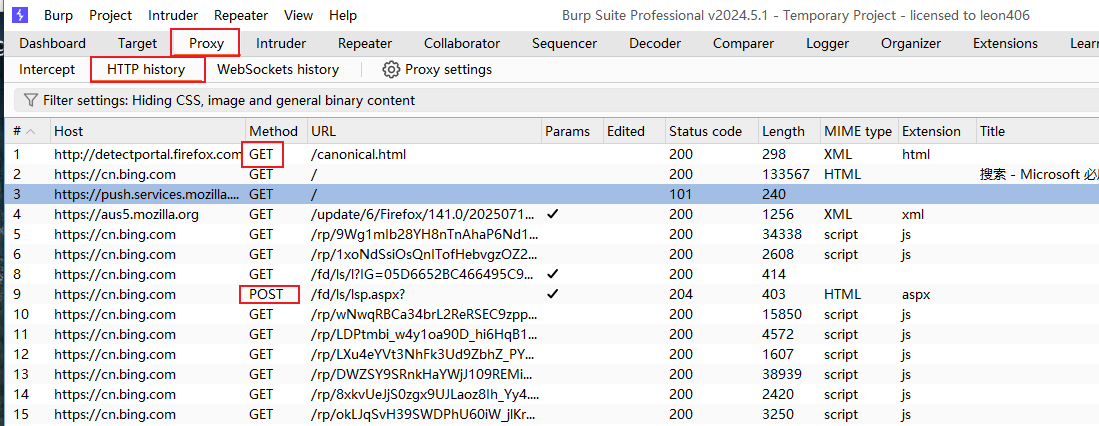 Burp Project Intruder Repeater View Help Burp Suite Professional v2024.5.1 - Temporary Project - licensed to leon406
Dashboard Target Proxy Intruder Repeater Collaborator Sequencer Decoder Comparer Logger Organizer Extensions Learn
Intercept HTTP history WebSockets history Proxy settings
Filter settings: Hiding CSS, image and general binary content
# Host Method URL Params Edited Status code Length MIME type Extension Title
1 http://detectportal.firefox.com GET /canonical.html 200 298 XML html
2 https://cn.bing.com GET / 200 133567 HTML 搜索 - Microsoft 必
3 https://push.services.mozilla.... GET / 101 240
4 https://aus5.mozilla.org GET /update/6/Firefox/141.0/2025071... ✓ 200 1256 XML xml
5 https://cn.bing.com GET /rp/9Wg1mIb28YH8nTnAhaP6Nd1... 200 34338 script js
6 https://cn.bing.com GET /rp/1xoNdSsiOsQnlTofHebvgzOZ2... 200 2608 script js
8 https://cn.bing.com GET /fd/ls/l?IG=05D6652BC466495C9... ✓ 200 414
9 https://cn.bing.com POST /fd/ls/lsp.aspx? ✓ 204 403 HTML aspx
10 https://cn.bing.com GET /rp/wNwqRBCa34brL2ReRSEC9zpp... 200 15850 script js
11 https://cn.bing.com GET /rp/LDPtmbi_w4y1oa90D_hi6HqB1... 200 4572 script js
12 https://cn.bing.com GET /rp/LXu4eYVt3NhFk3Ud9ZbhZ_PY... 200 1607 script js
13 https://cn.bing.com GET /rp/DWZSY9SRnkHaYWjJ109REMi... 200 38939 script js
14 https://cn.bing.com GET /rp/8xkvUeJjS0zgx9UJLaoz8Ih_Yy4... 200 2420 script js
15 https://cn.bing.com GET /rp/okLJqSvH39SWDPhU60iW_jlKr... 200 3250 script js